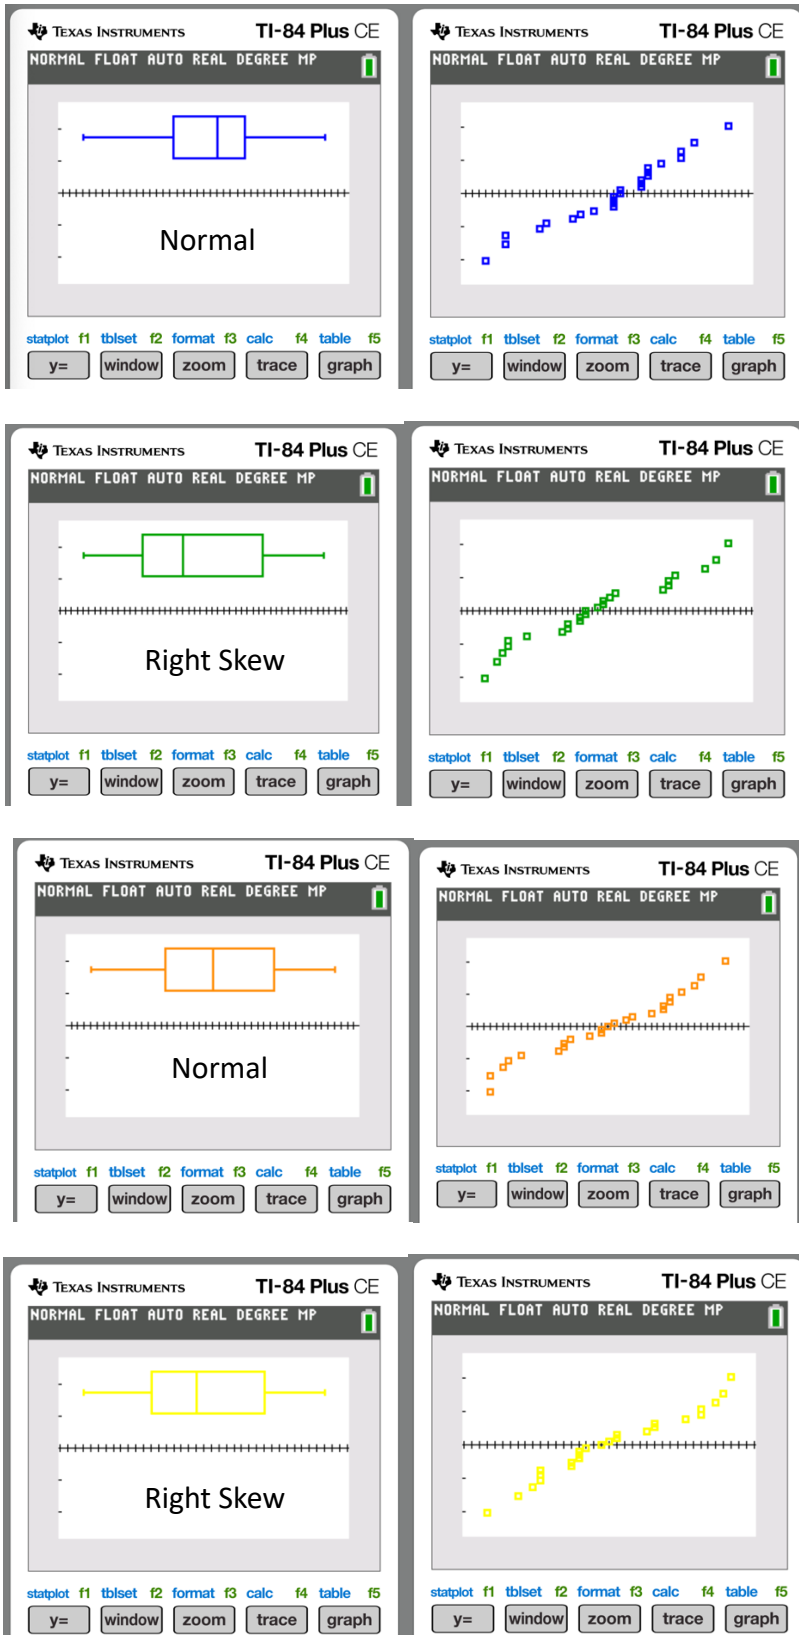 TEXAS INSTRUMENTS TI-84 Plus CE
NORMAL FLOAT AUTO REAL DEGREE MP
Normal
statplot f1 tblset f2 format f3 calc f4 table f5
y= window zoom trace graph
TEXAS INSTRUMENTS TI-84 Plus CE
NORMAL FLOAT AUTO REAL DEGREE MP
statplot f1 tblset f2 format f3 calc f4 table f5
y= window zoom trace graph
TEXAS INSTRUMENTS TI-84 Plus CE
NORMAL FLOAT AUTO REAL DEGREE MP
Right Skew
statplot f1 tblset f2 format f3 calc f4 table f5
y= window zoom trace graph
TEXAS INSTRUMENTS TI-84 Plus CE
NORMAL FLOAT AUTO REAL DEGREE MP
statplot f1 tblset f2 format f3 calc f4 table f5
y= window zoom trace graph
TEXAS INSTRUMENTS TI-84 Plus CE
NORMAL FLOAT AUTO REAL DEGREE MP
Normal
statplot f1 tblset f2 format f3 calc f4 table f5
y= window zoom trace graph
TEXAS INSTRUMENTS TI-84 Plus CE
NORMAL FLOAT AUTO REAL DEGREE MP
statplot f1 tblset f2 format f3 calc f4 table f5
y= window zoom trace graph
TEXAS INSTRUMENTS TI-84 Plus CE
NORMAL FLOAT AUTO REAL DEGREE MP
Right Skew
statplot f1 tblset f2 format f3 calc f4 table f5
y= window zoom trace graph
TEXAS INSTRUMENTS TI-84 Plus CE
NORMAL FLOAT AUTO REAL DEGREE MP
statplot f1 tblset f2 format f3 calc f4 table f5
y= window zoom trace graph